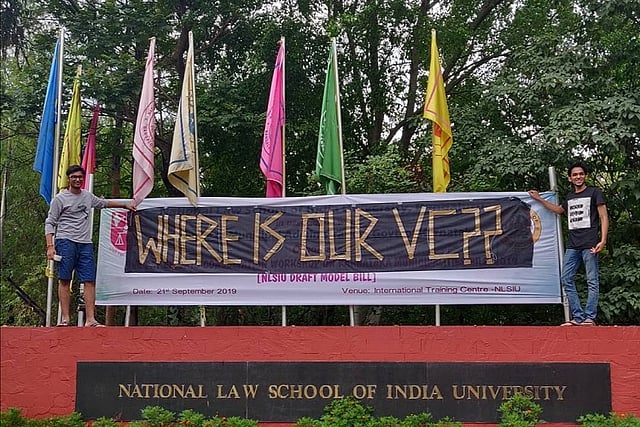 WHERE IS OUR VC??
[NLSIU DRAFT MODEL BILL]
Date: 21st September 2019
Venue: International Training Centre -NLSIU
NATIONAL LAW SCHOOL OF INDIA UNIVERSITY